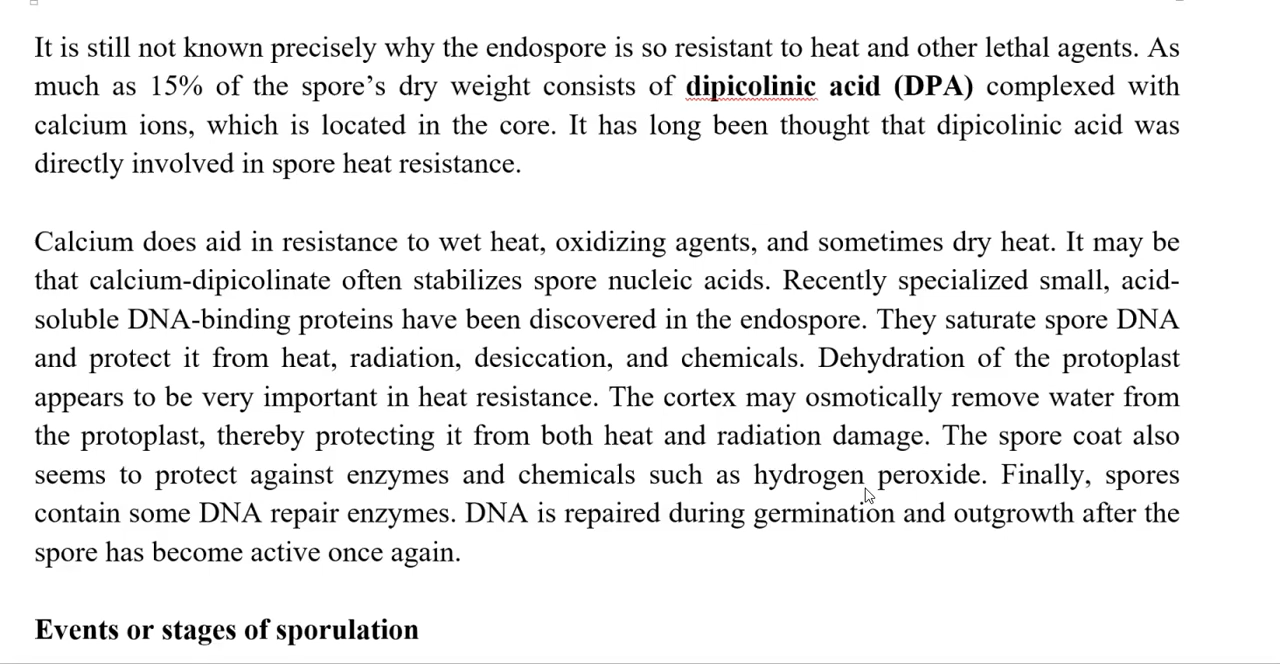 It is still not known precisely why the endospore is so resistant to heat and other lethal agents. As
much as 15% of the spore’s dry weight consists of dipicolinic acid (DPA) complexed with
calcium ions, which is located in the core. It has long been thought that dipicolinic acid was
directly involved in spore heat resistance.
Calcium does aid in resistance to wet heat, oxidizing agents, and sometimes dry heat. It may be
that calcium-dipicolinate often stabilizes spore nucleic acids. Recently specialized small, acid-
soluble DNA-binding proteins have been discovered in the endospore. They saturate spore DNA
and protect it from heat, radiation, desiccation, and chemicals. Dehydration of the protoplast
appears to be very important in heat resistance. The cortex may osmotically remove water from
the protoplast, thereby protecting it from both heat and radiation damage. The spore coat also
seems to protect against enzymes and chemicals such as hydrogen peroxide. Finally, spores
contain some DNA repair enzymes. DNA is repaired during germination and outgrowth after the
spore has become active once again.
Events or stages of sporulation